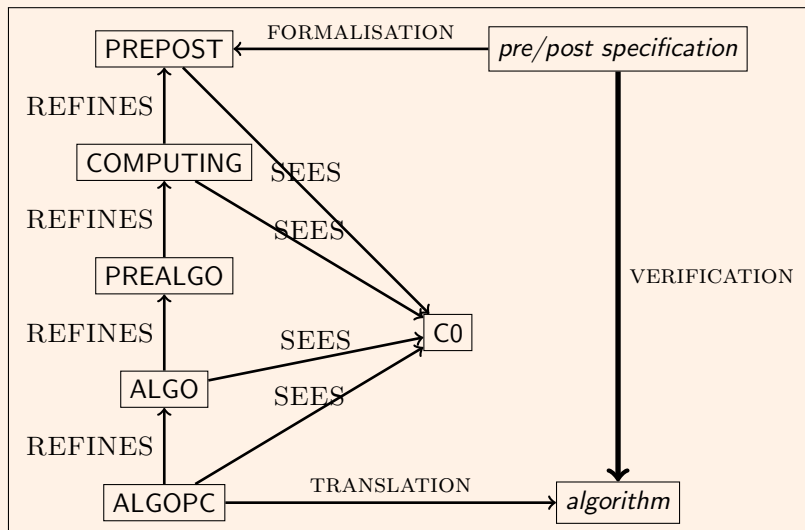 FORMALISATION
PREPOST
pre/post specification
REFINES
COMPUTING
SEES
REFINES
SEES
PREALGO
VERIFICATION
REFINES
SEES
C0
ALGO
SEES
REFINES
ALGOPC
TRANSLATION
algorithm